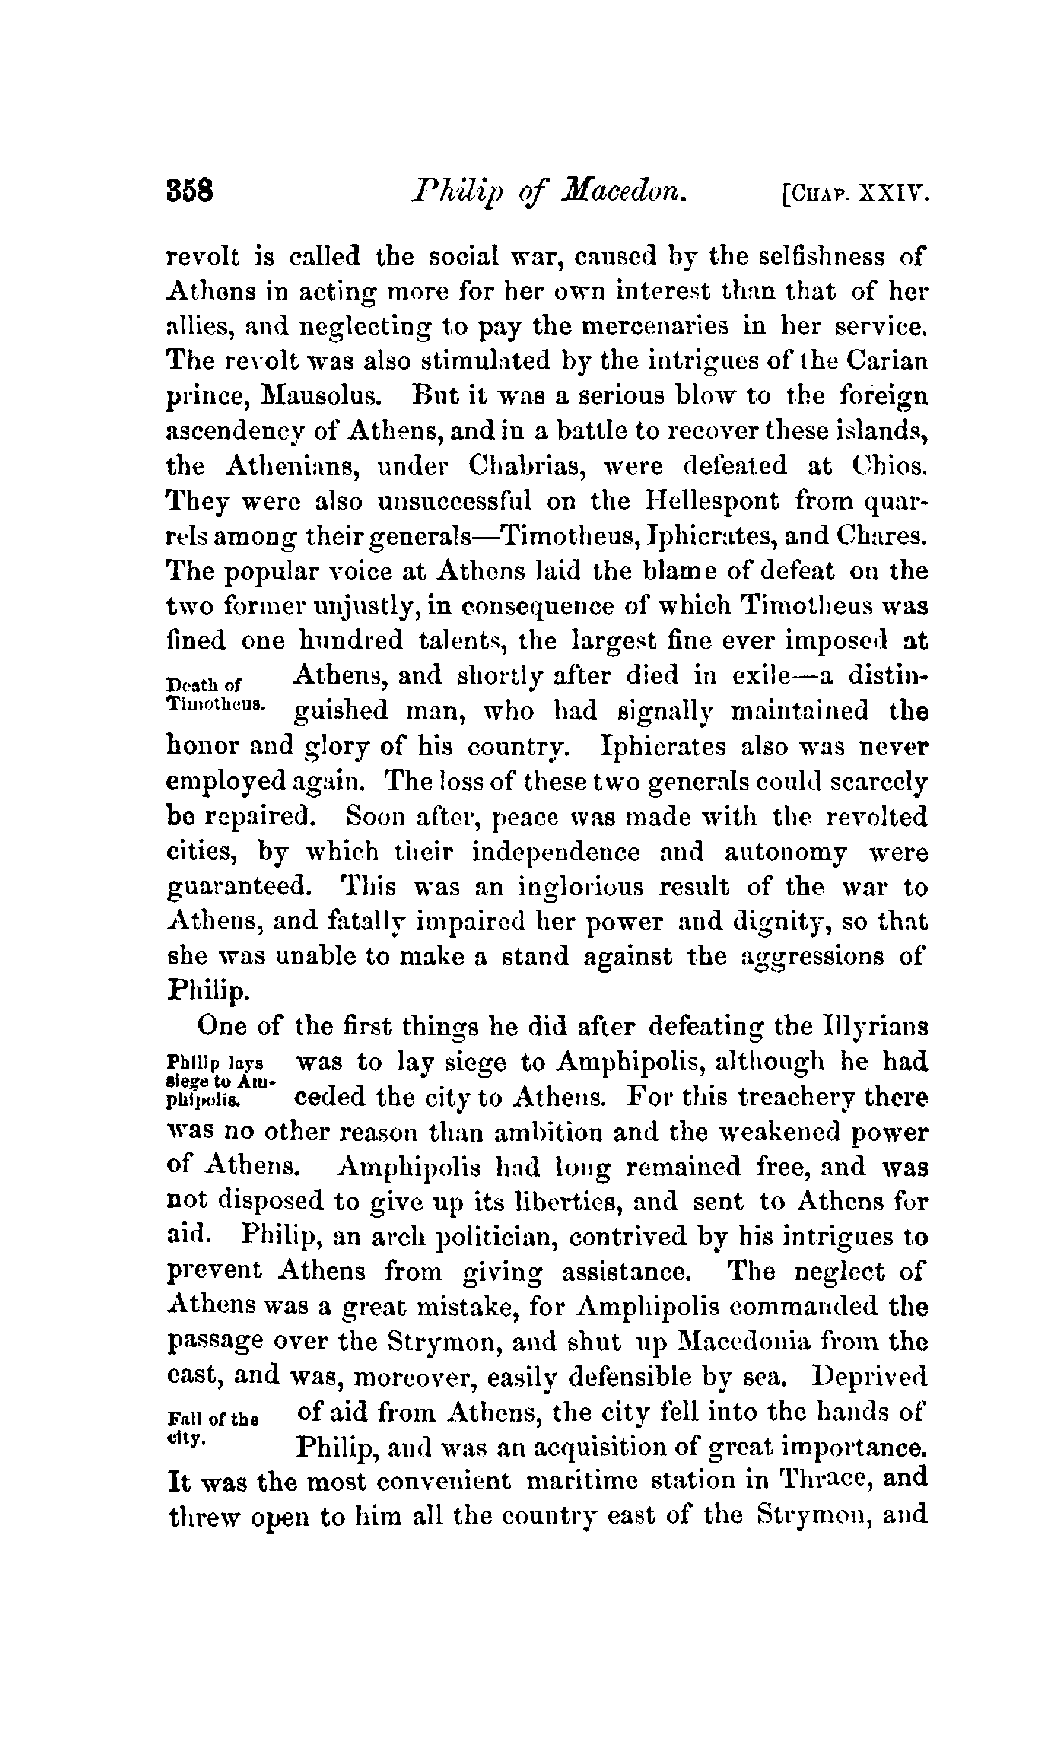 358 Philip of Macedon. [CHAP. XXIV.
revolt is called the social war, caused by the selfishness of
Athens in acting more for her own interest than that of her
allies, and neglecting to pay the mercenaries in her service.
The revolt was also stimulated by the intrigues of the Carian
prince, Mausolus. But it was a serious blow to the foreign
ascendency of Athens, and in a battle to recover these islands,
the Athenians, under Chabrias, were defeated at Chios.
They were also unsuccessful on the Hellespont from quar-
rels among their generals—Timotheus, Iphicrates, and Chares.
The popular voice at Athens laid the blame of defeat on the
two former unjustly, in consequence of which Timotheus was
fined one hundred talents, the largest fine ever imposed at
Death of
Timotheus.
Athens, and shortly after died in exile—a distin-
guished man, who had signally maintained the
honor and glory of his country. Iphicrates also was never
employed again. The loss of these two generals could scarcely
be repaired. Soon after, peace was made with the revolted
cities, by which their independence and autonomy were
guaranteed. This was an inglorious result of the war to
Athens, and fatally impaired her power and dignity, so that
she was unable to make a stand against the aggressions of
Philip.
One of the first things he did after defeating the Illyrians
Philip lays
siege to Am-
phipolis.
was to lay siege to Amphipolis, although he had
ceded the city to Athens. For this treachery there
was no other reason than ambition and the weakened power
of Athens. Amphipolis had long remained free, and was
not disposed to give up its liberties, and sent to Athens for
aid. Philip, an arch politician, contrived by his intrigues to
prevent Athens from giving assistance. The neglect of
Athens was a great mistake, for Amphipolis commanded the
passage over the Strymon, and shut up Macedonia from the
east, and was, moreover, easily defensible by sea. Deprived
Fall of the
city.
of aid from Athens, the city fell into the hands of
Philip, and was an acquisition of great importance.
It was the most convenient maritime station in Thrace, and
threw open to him all the country east of the Strymon, and